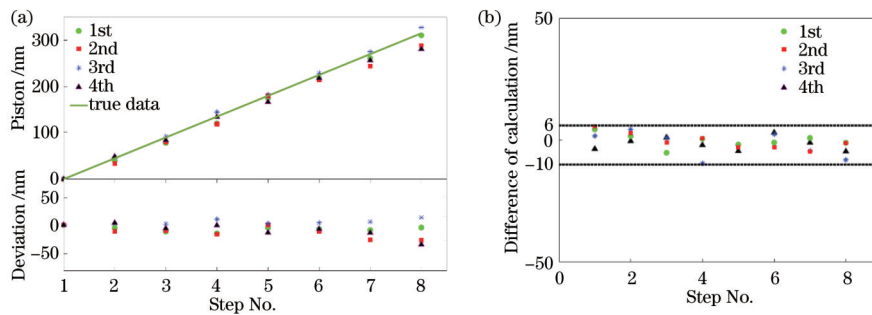 (a)
300
200
100
0
Piston /nm
1st
2nd
3rd
4th
true data
50
0
−50
Deviation /nm
1 2 3 4 5 6 7 8
Step No.
(b)
50
6
0
−10
−50
Difference of calculation /nm
1st
2nd
3rd
4th
0 2 4 6 8
Step No.